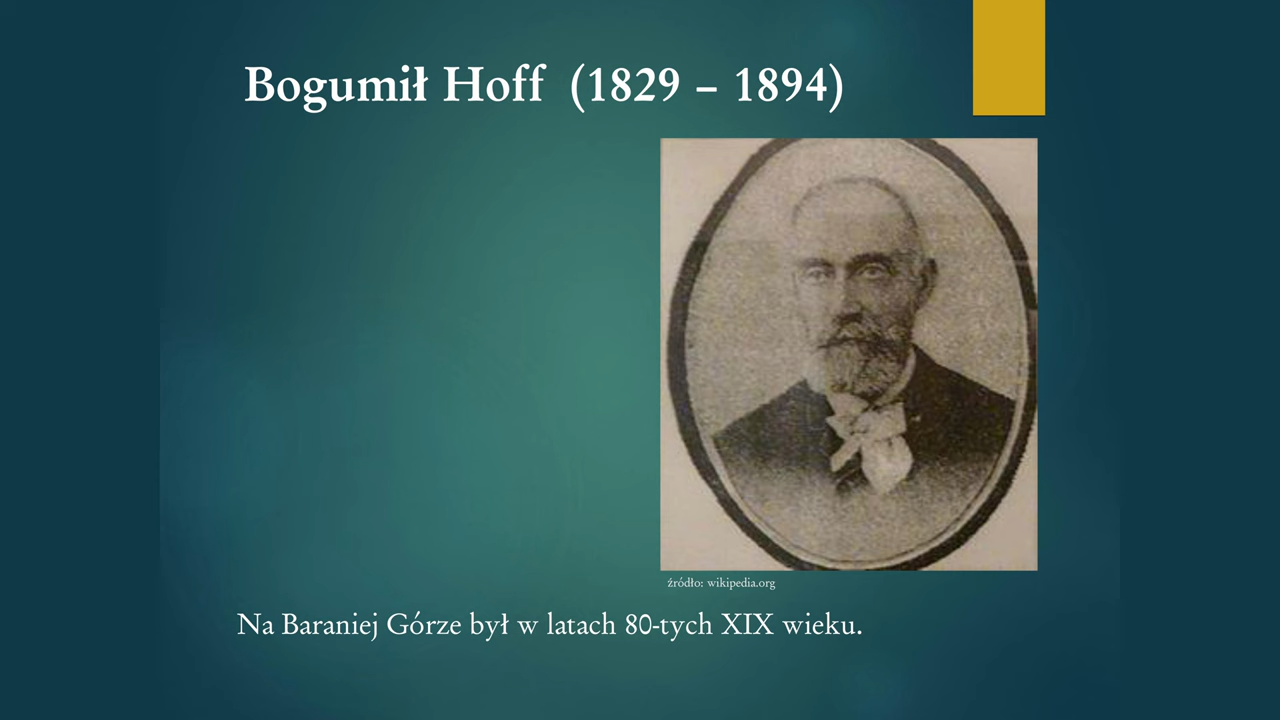 Bogumił Hoff (1829 – 1894)
źródło: wikipedia.org
Na Baraniej Górze był w latach 80-tych XIX wieku.